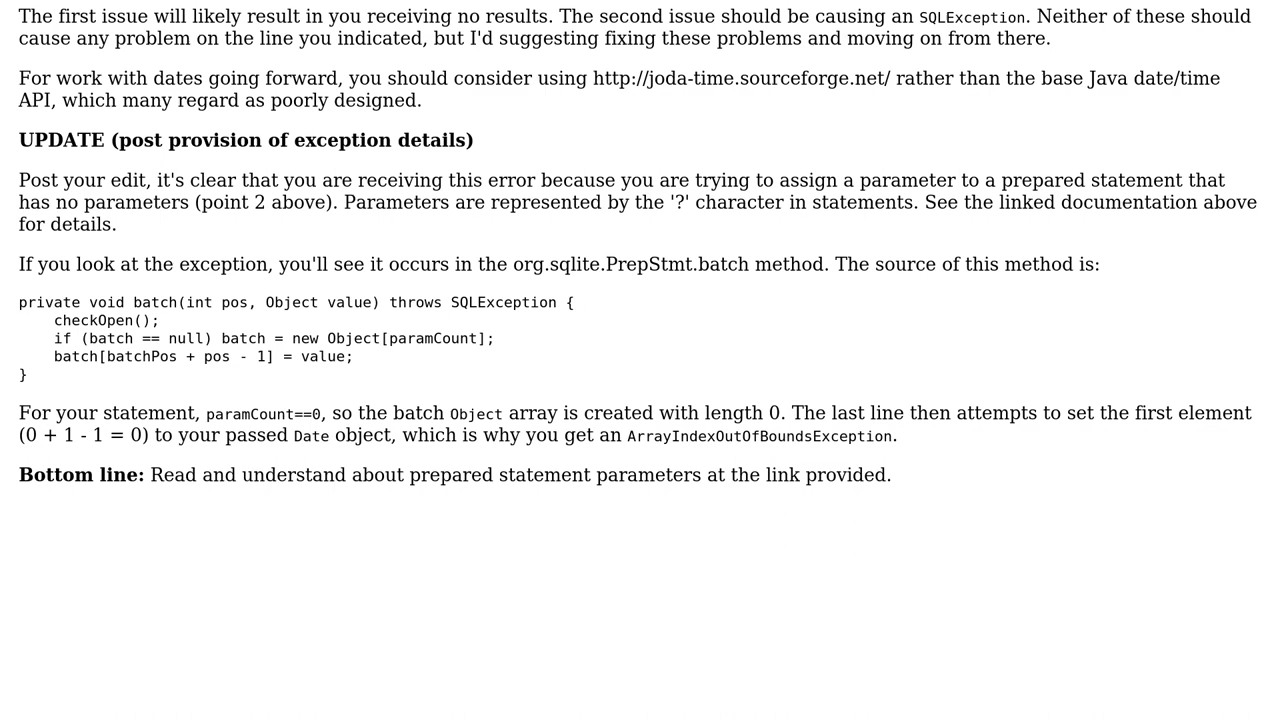 The first issue will likely result in you receiving no results. The second issue should be causing an SQLException. Neither of these should
cause any problem on the line you indicated, but I'd suggesting fixing these problems and moving on from there.
For work with dates going forward, you should consider using http://joda-time.sourceforge.net/ rather than the base Java date/time
API, which many regard as poorly designed.
UPDATE (post provision of exception details)
Post your edit, it's clear that you are receiving this error because you are trying to assign a parameter to a prepared statement that
has no parameters (point 2 above). Parameters are represented by the '?' character in statements. See the linked documentation above
for details.
If you look at the exception, you'll see it occurs in the org.sqlite.PrepStmt.batch method. The source of this method is:
private void batch(int pos, Object value) throws SQLException {
    checkOpen();
    if (batch == null) batch = new Object[paramCount];
    batch[batchPos + pos - 1] = value;
}
For your statement, paramCount==0, so the batch Object array is created with length 0. The last line then attempts to set the first element
(0 + 1 - 1 = 0) to your passed Date object, which is why you get an ArrayIndexOutOfBoundsException.
Bottom line: Read and understand about prepared statement parameters at the link provided.